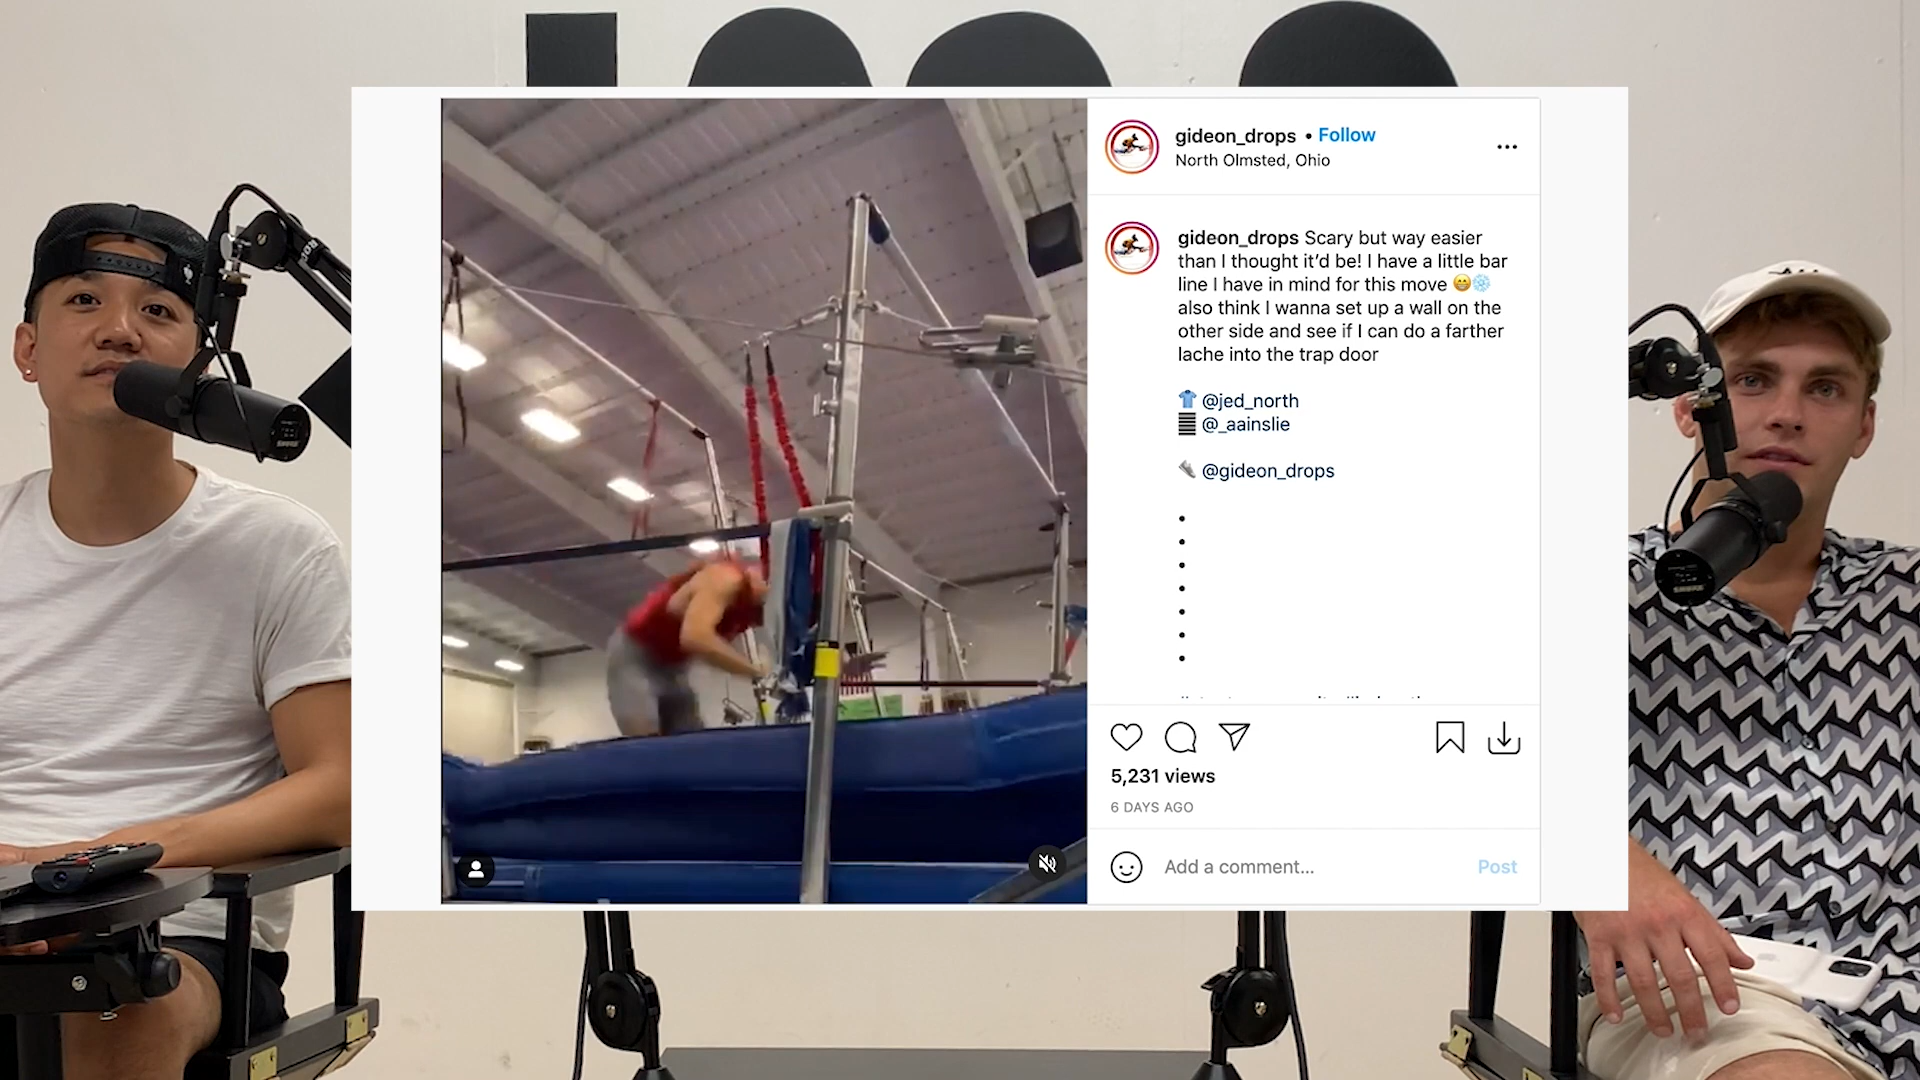 gideon_drops • Follow
North Olmsted, Ohio
gideon_drops Scary but way easier
than I thought it'd be! I have a little bar
line I have in mind for this move 😁❄️
also think I wanna set up a wall on the
other side and see if I can do a farther
lache into the trap door
👕 @jed_north
@_aainslie
👟 @gideon_drops
•
•
•
•
•
•
•
5,231 views
6 DAYS AGO
Add a comment...
Post
SHURE
SHURE